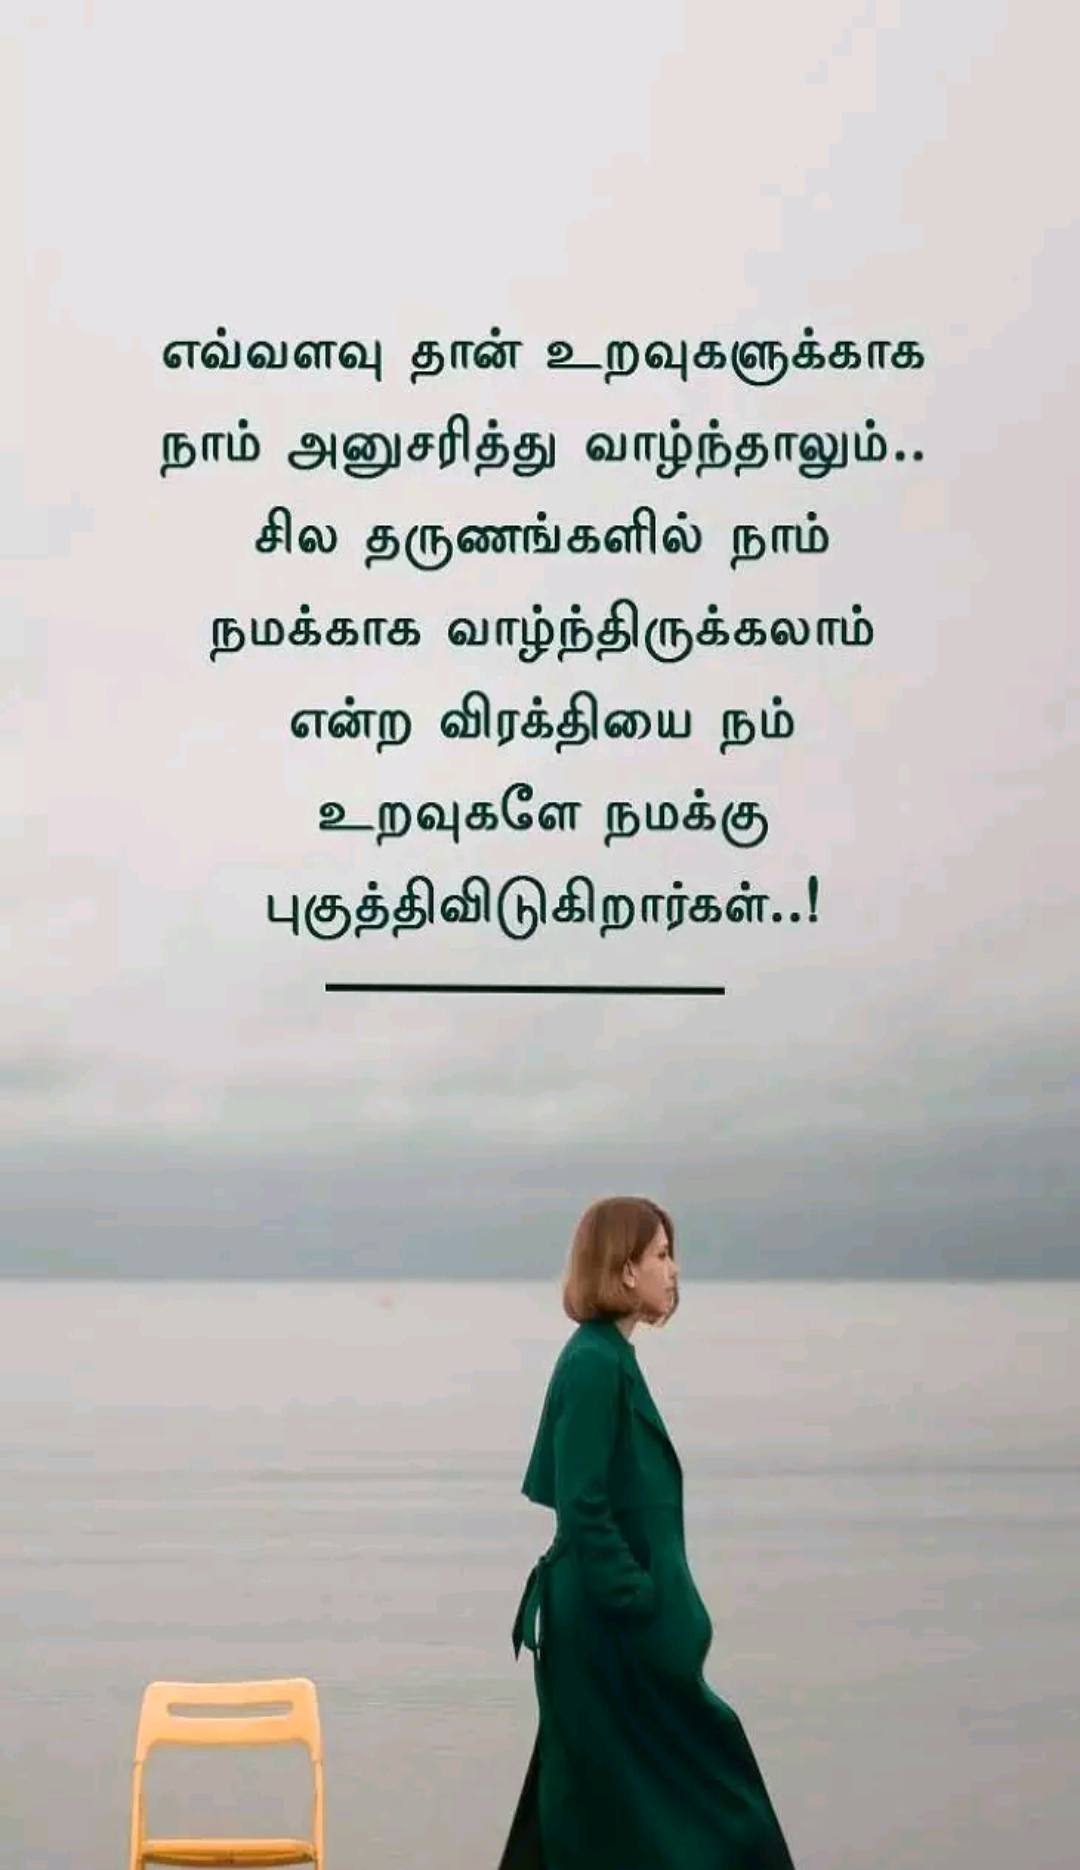 எவ்வளவு தான் உறவுகளுக்காக
நாம் அனுசரித்து வாழ்ந்தாலும்..
சில தருணங்களில் நாம்
நமக்காக வாழ்ந்திருக்கலாம்
என்ற விரக்தியை நம்
உறவுகளே நமக்கு
புகுத்திவிடுகிறார்கள்..!